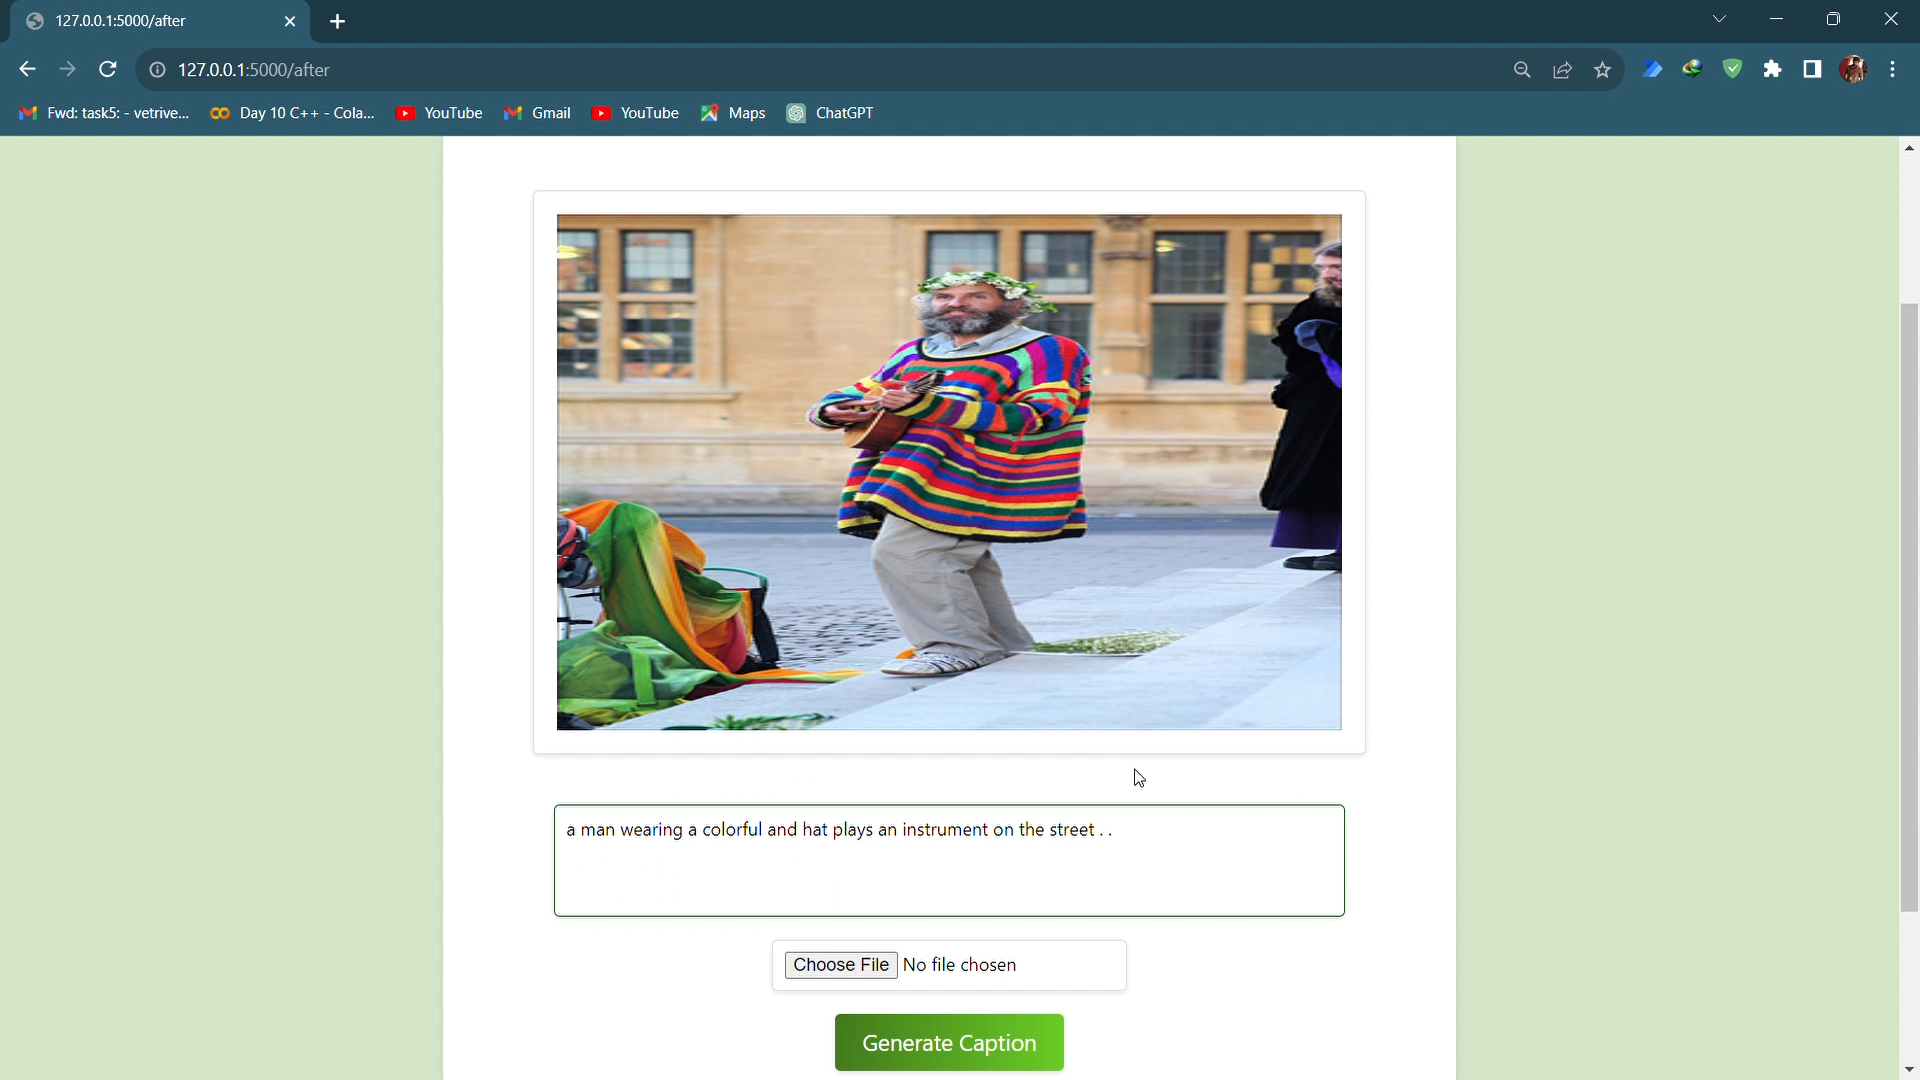 127.0.0.1:5000/after
127.0.0.1:5000/after
Fwd: task5: - vetrive... Day 10 C++ - Cola... YouTube Gmail YouTube Maps ChatGPT
a man wearing a colorful and hat plays an instrument on the street . .
Choose File No file chosen
Generate Caption